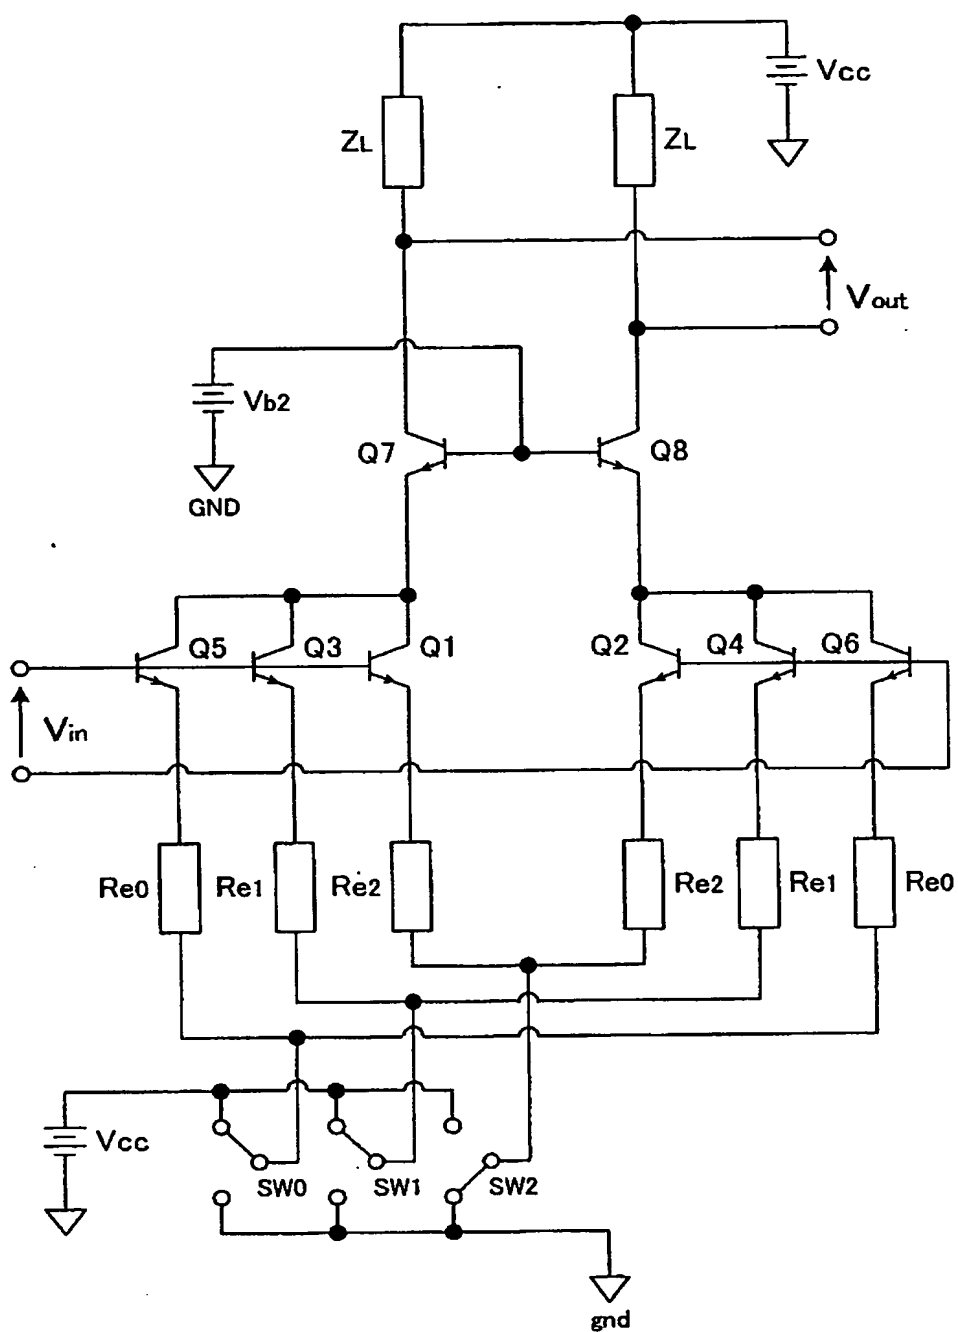 Vcc
ZL
ZL
Vout
Vb2
Q7
Q8
GND
Q5
Q3
Q1
Q2
Q4
Q6
Vin
Re0
Re1
Re2
Re2
Re1
Re0
Vcc
SW0
SW1
SW2
gnd